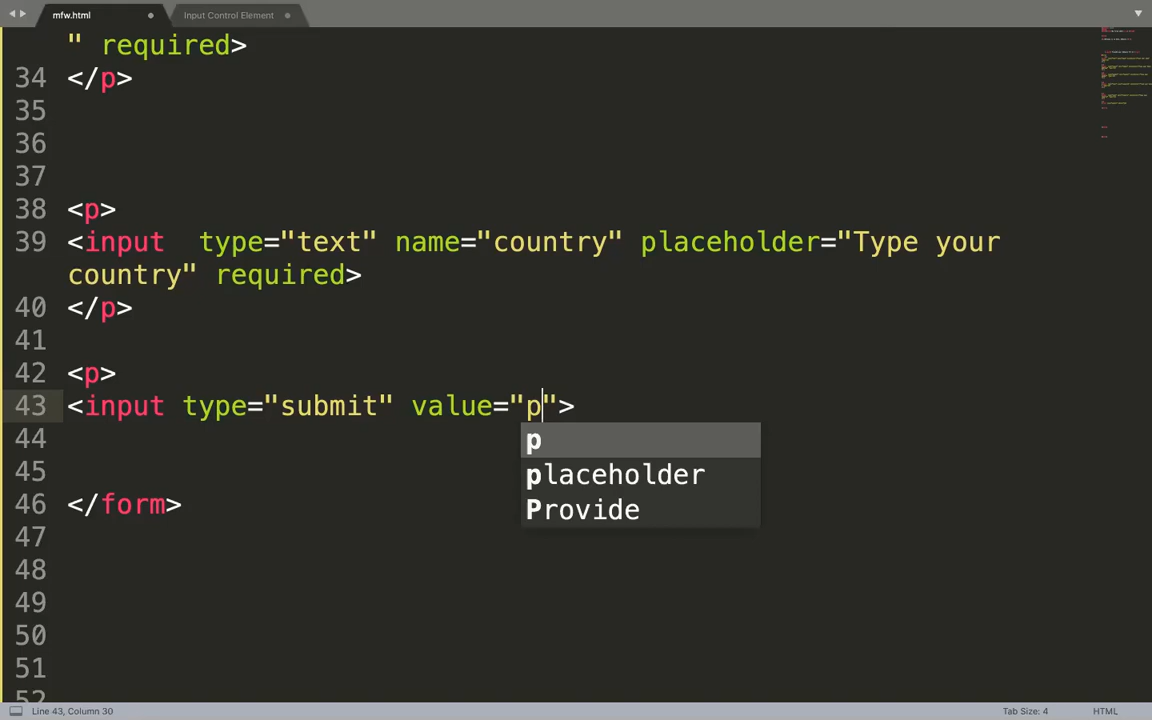 mfw.html
Input Control Element
" required>
34 </p>
35
36
37
38 <p>
39 <input  type="text" name="country" placeholder="Type your
country" required>
40 </p>
41
42 <p>
43 <input type="submit" value="p">
p
44
placeholder
45
46 </form>
Provide
47
48
49
50
51
52
Line 43, Column 30
Tab Size: 4
HTML